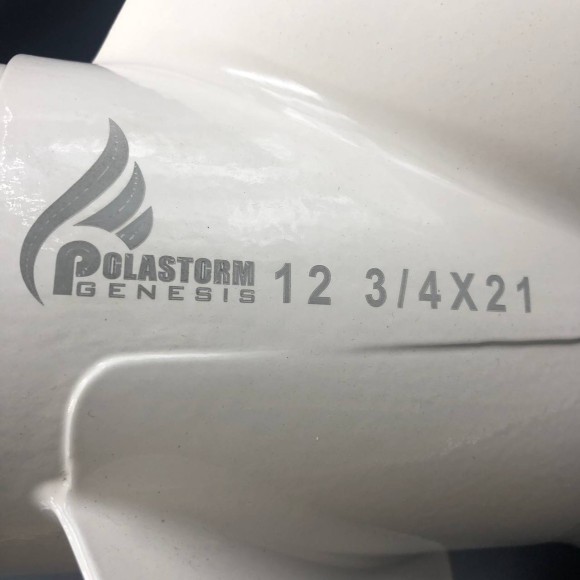 POLASTORM
GENESIS 12 3/4X21